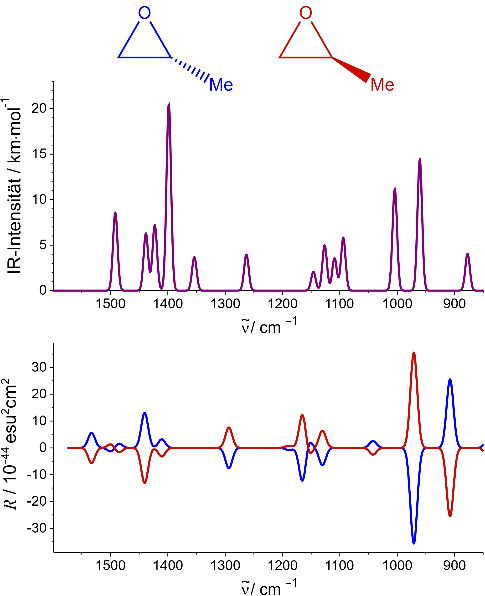 O O
Me Me
IR-Intensität / km·mol⁻¹
20
15
10
5
0
1500 1400 1300 1200 1100 1000 900
ṽ/ cm ⁻¹
R / 10⁻⁴⁴ esu²cm²
30
20
10
0
-10
-20
-30
1500 1400 1300 1200 1100 1000 900
ṽ/ cm ⁻¹